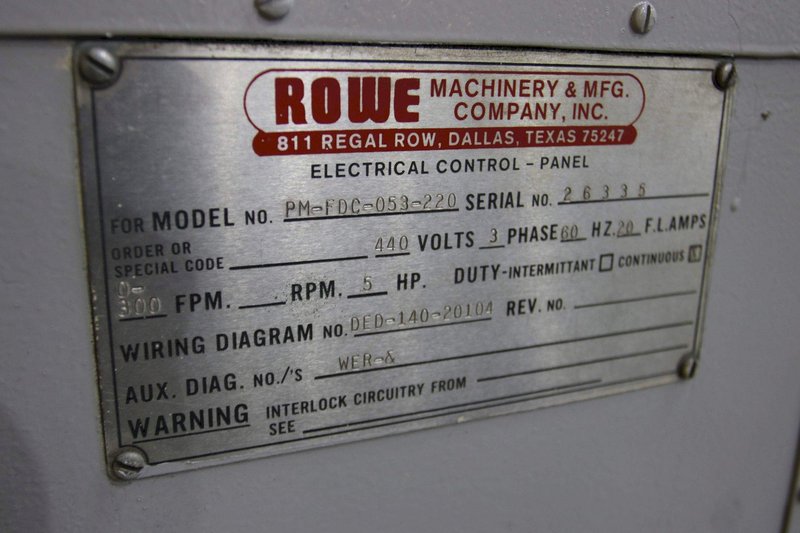 ROWE MACHINERY & MFG. COMPANY, INC.
811 REGAL ROW, DALLAS, TEXAS 75247
ELECTRICAL CONTROL - PANEL
FOR MODEL NO. PM-FDC-053-220 SERIAL NO. 26336
ORDER OR SPECIAL CODE 440 VOLTS 3 PHASE 60 HZ. 20 F.L.AMPS
0-300 FPM. RPM. 5 HP. DUTY-INTERMITTANT CONTINUOUS
WIRING DIAGRAM NO. DED-140-20104 REV. NO.
AUX. DIAG. NO./'S WER-&
WARNING INTERLOCK CIRCUITRY FROM
SEE